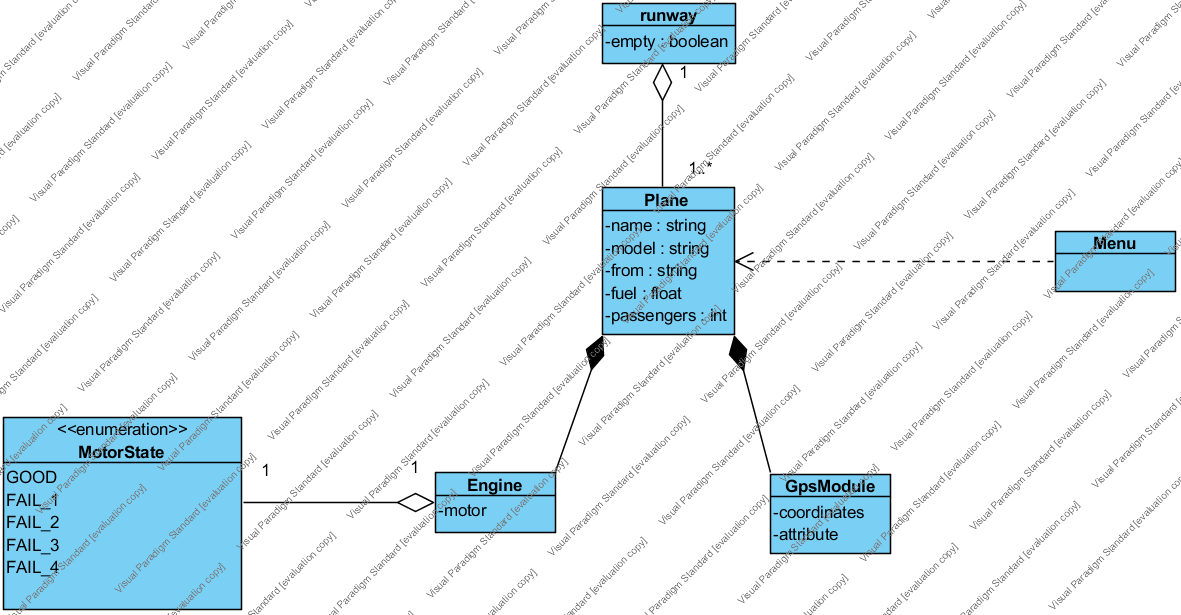 runway
-empty : boolean
1
1..*
Plane
-name : string
-model : string
-from : string
-fuel : float
-passengers : int
Menu
<<enumeration>>
MotorState
GOOD
FAIL_1
FAIL_2
FAIL_3
FAIL_4
1
1
Engine
-motor
GpsModule
-coordinates
-attribute
Visual Paradigm Standard [evaluation copy]